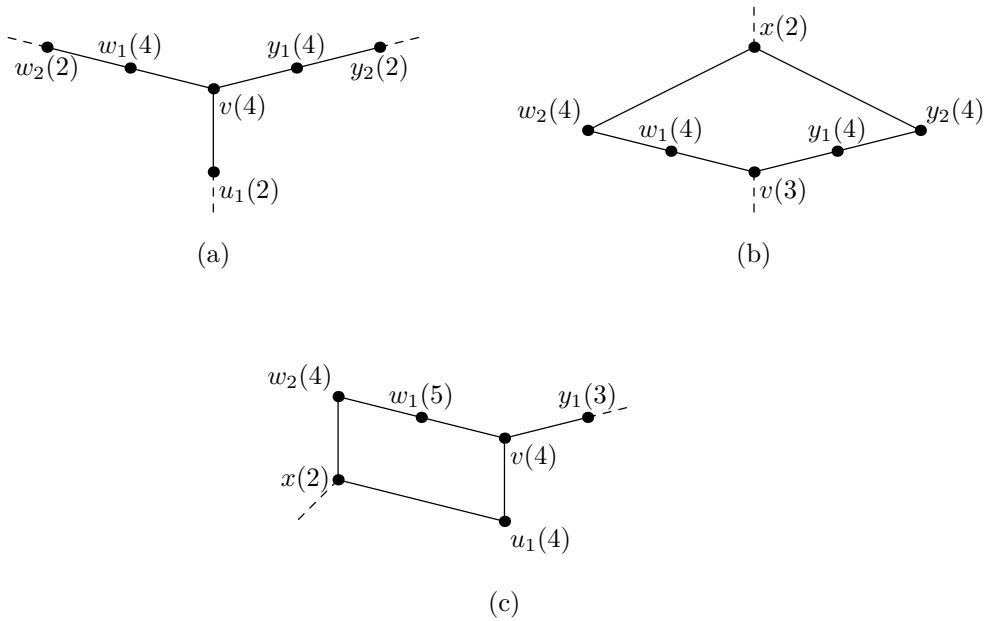 w₁(4) y₁(4)
w₂(2) y₂(2)
v(4)
u₁(2)
(a)
x(2)
w₂(4) y₂(4)
w₁(4) y₁(4)
v(3)
(b)
w₂(4) w₁(5) y₁(3)
v(4)
x(2)
u₁(4)
(c)